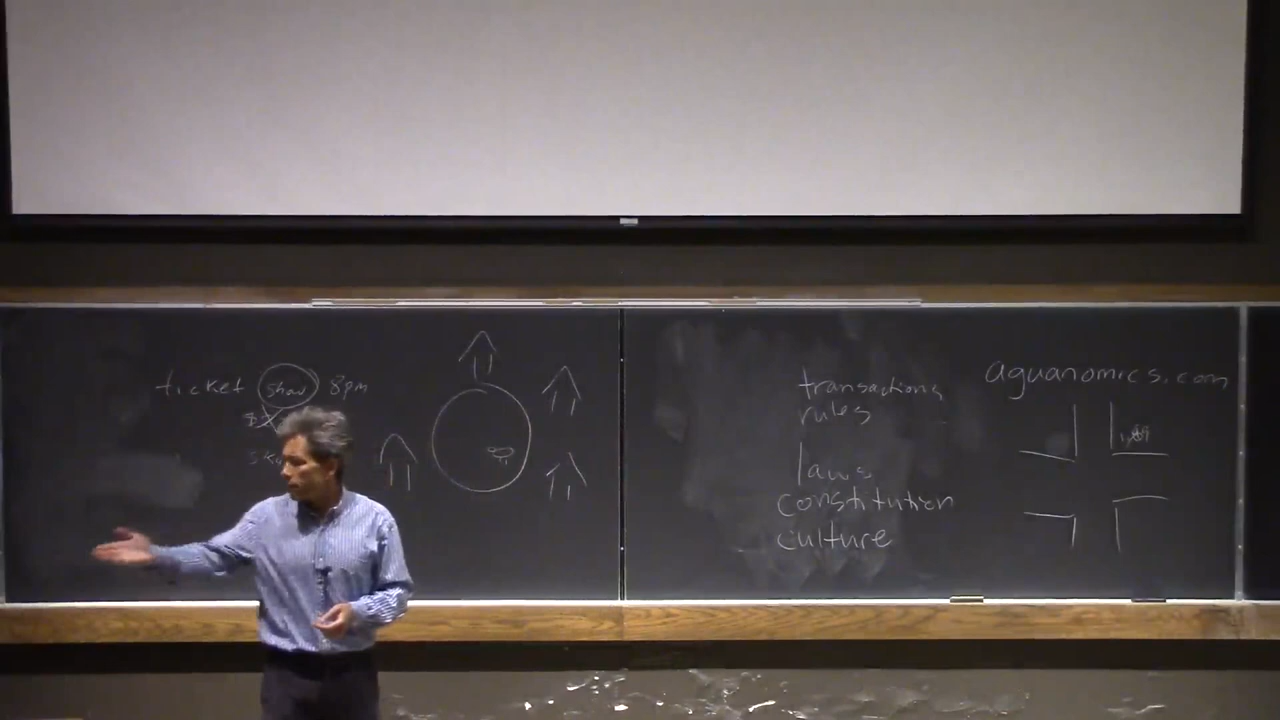 ticket show 8pm
transactions
rules
laws
constitution
culture
aguanomics.com